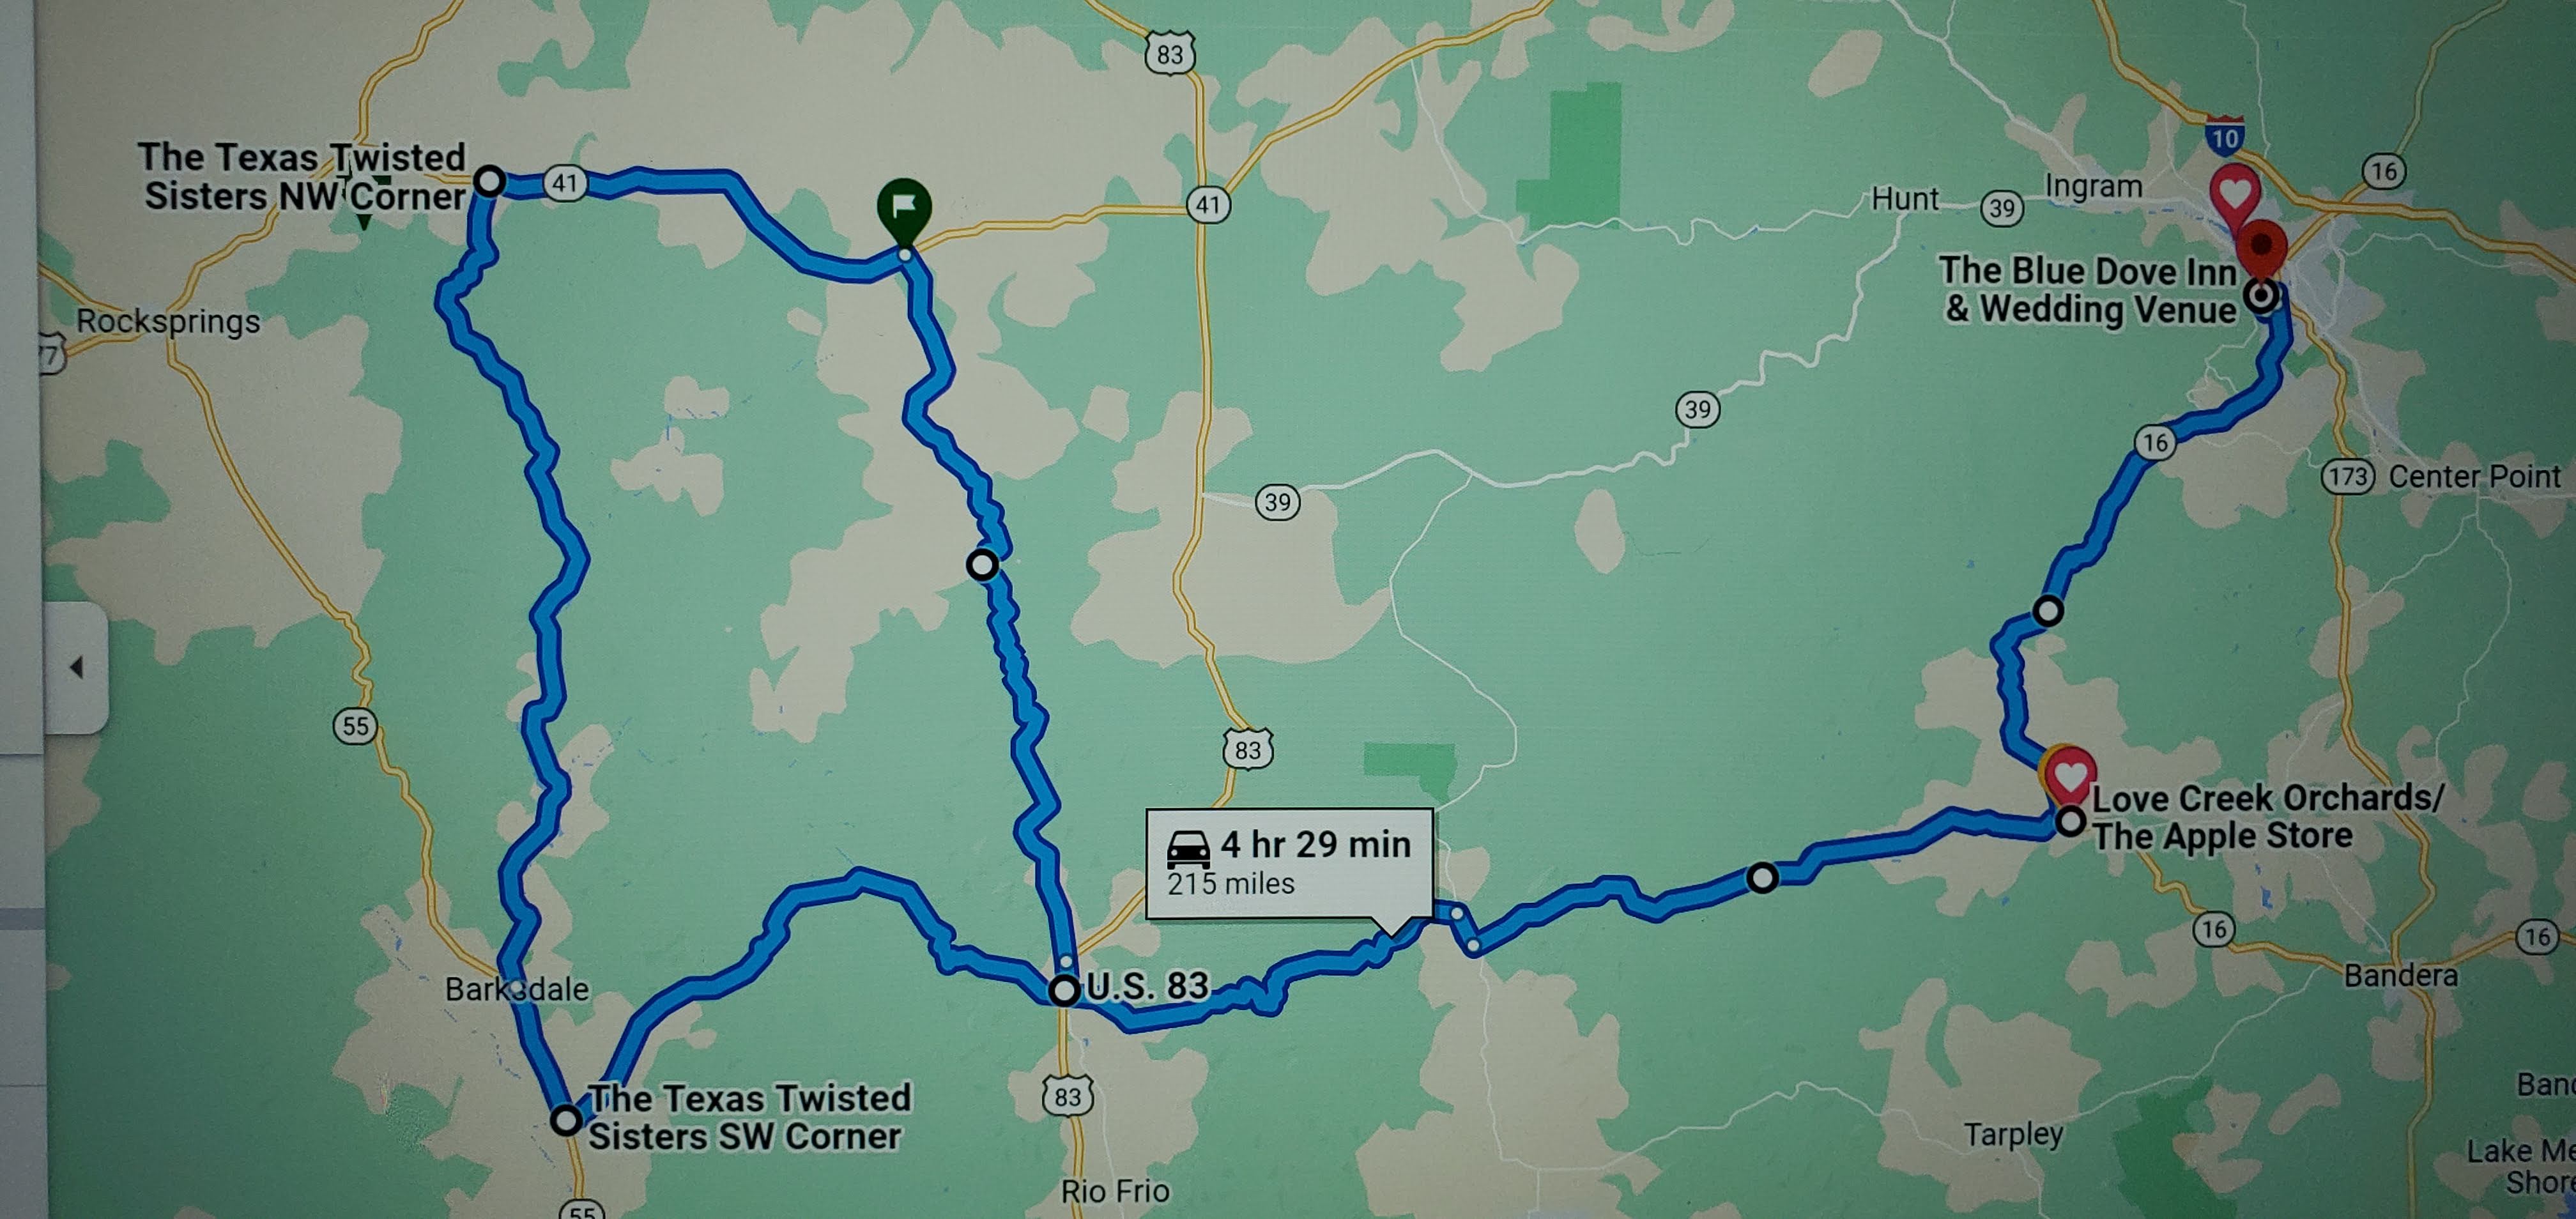 83
10
The Texas Twisted
Sisters NW Corner
41
41
Hunt
39
Ingram
16
The Blue Dove Inn
& Wedding Venue
Rocksprings
39
39
16
173
Center Point
55
83
4 hr 29 min
215 miles
Love Creek Orchards/
The Apple Store
16
16
Bandera
Barksdale
U.S. 83
83
The Texas Twisted
Sisters SW Corner
Rio Frio
Tarpley
55
Lake Me
Shore